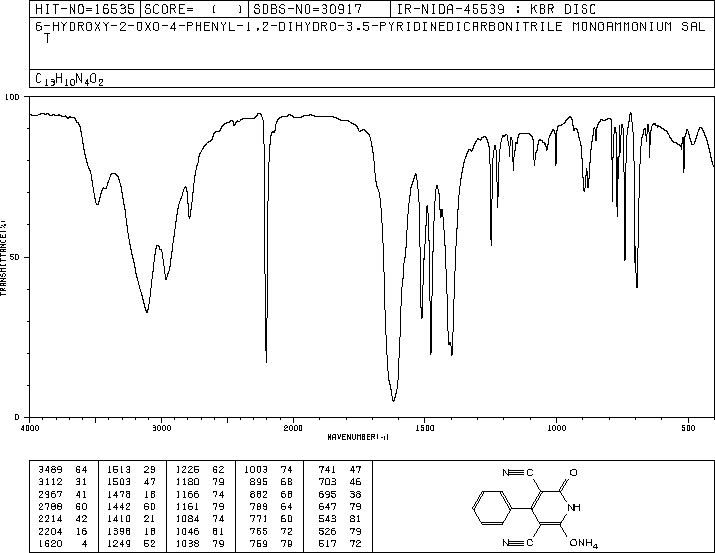 HIT-NO=16535 SCORE= ( ) SDBS-NO=30917 IR-NIDA-45539 : KBR DISC
6-HYDROXY-2-OXO-4-PHENYL-1,2-DIHYDRO-3,5-PYRIDINEDICARBONITRILE MONOAMMONIUM SAL
T
C13H10N4O2
100
50
0
TRANSMITTANCE(%)
4000 3000 2000 1500 1000 500
WAVENUMBER(-1)
3489 64 1513 29 1225 62 1003 74 741 47
3112 31 1503 47 1180 79 895 68 703 46
2967 41 1478 18 1166 74 882 68 695 38
2788 60 1442 60 1161 79 789 64 647 79
2214 42 1410 21 1084 74 771 60 543 81
2204 16 1398 18 1046 81 765 72 526 79
1620 4 1249 52 1038 79 759 79 517 72
N≡C O
NH
N≡C ONH4